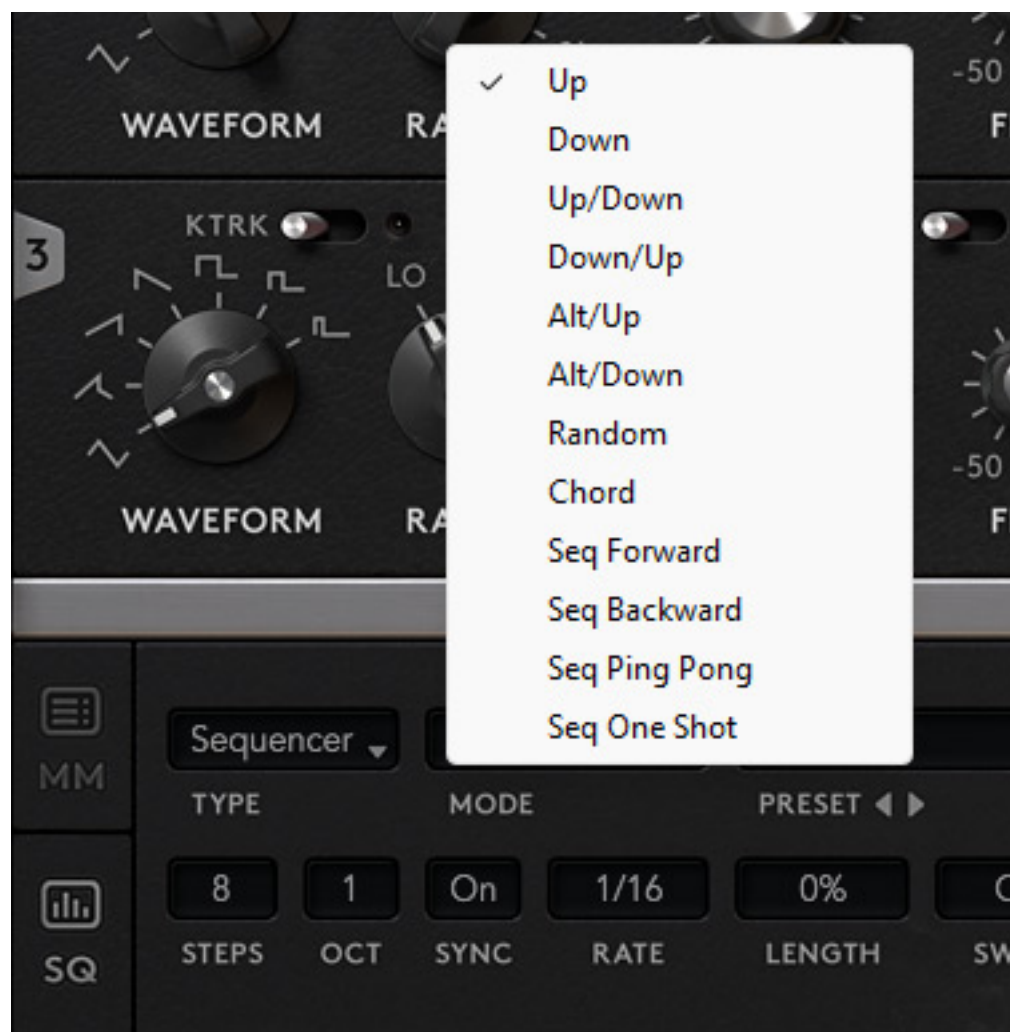 -50
WAVEFORM
Up
Down
Up/Down
Down/Up
Alt/Up
Alt/Down
Random
Chord
Seq Forward
Seq Backward
Seq Ping Pong
Seq One Shot
3
KTRK
LO
-50
WAVEFORM
MM
Sequencer
TYPE
MODE
PRESET
SQ
8
1
On
1/16
0%
STEPS
OCT
SYNC
RATE
LENGTH